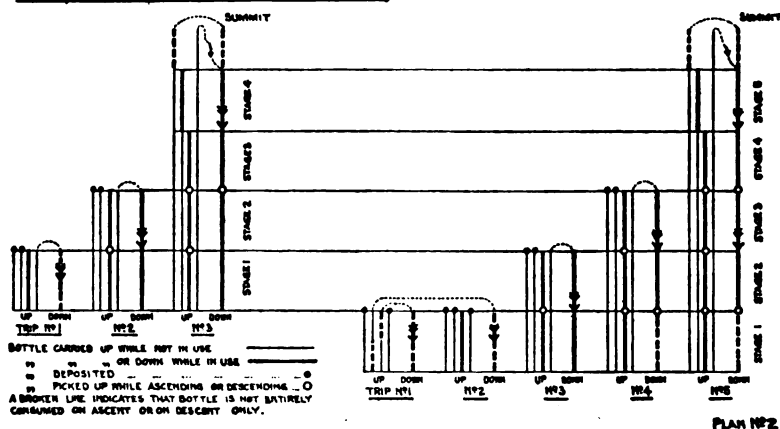 SUMMIT
SUMMIT
STAGE 4
STAGE 3
STAGE 2
STAGE 1
STAGE 5
STAGE 4
STAGE 3
STAGE 2
STAGE 1
UP DOWN UP DOWN UP DOWN
TRIP Nº1 Nº2 Nº3
BOTTLE CARRIED UP WHILE NOT IN USE
" " " OR DOWN WHILE IN USE
" DEPOSITED
" PICKED UP WHILE ASCENDING OR DESCENDING
A BROKEN LINE INDICATES THAT BOTTLE IS NOT ENTIRELY
CONSUMED ON ASCENT OR ON DESCENT ONLY.
UP DOWN UP DOWN UP DOWN UP DOWN UP DOWN
TRIP Nº1 Nº2 Nº3 Nº4 Nº5
PLAN Nº2